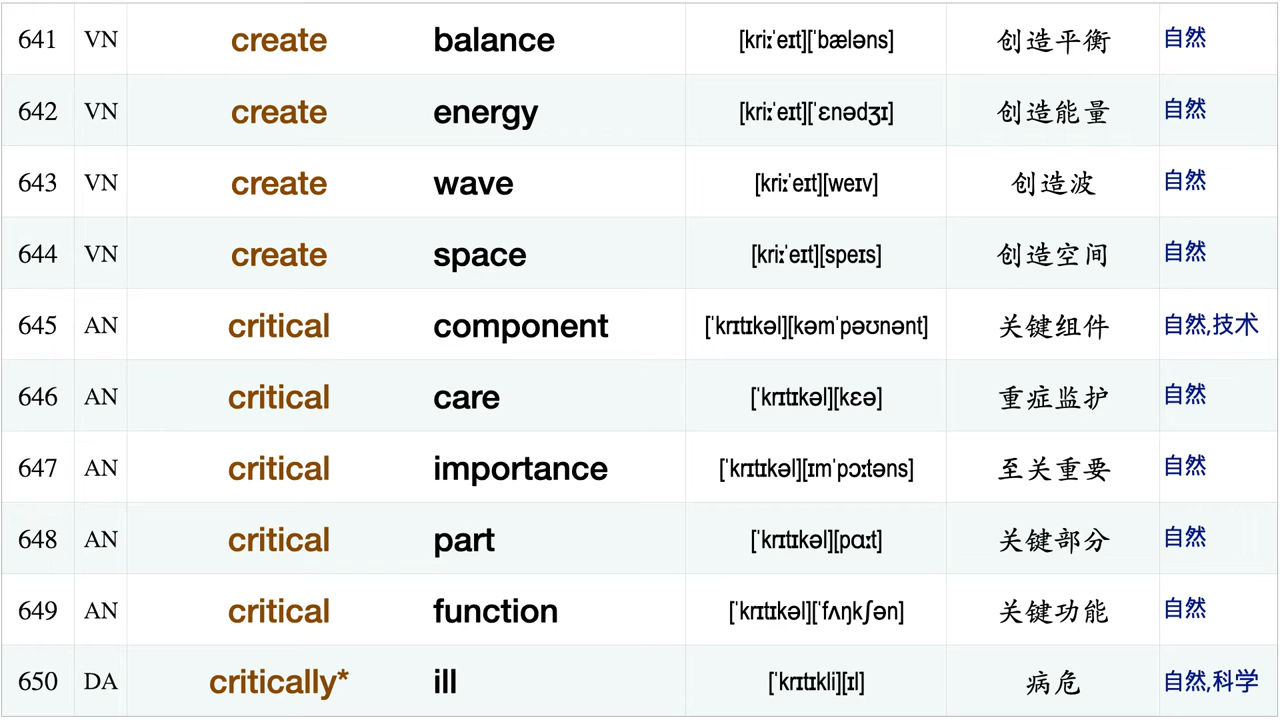 641 VN create balance [kriːˈeɪt][ˈbæləns] 创造平衡 自然
642 VN create energy [kriːˈeɪt][ˈɛnədʒɪ] 创造能量 自然
643 VN create wave [kriːˈeɪt][weɪv] 创造波 自然
644 VN create space [kriːˈeɪt][speɪs] 创造空间 自然
645 AN critical component [ˈkrɪtɪkəl][kəmˈpəʊnənt] 关键组件 自然,技术
646 AN critical care [ˈkrɪtɪkəl][kɛə] 重症监护 自然
647 AN critical importance [ˈkrɪtɪkəl][ɪmˈpɔːtəns] 至关重要 自然
648 AN critical part [ˈkrɪtɪkəl][pɑːt] 关键部分 自然
649 AN critical function [ˈkrɪtɪkəl][ˈfʌŋkʃən] 关键功能 自然
650 DA critically* ill [ˈkrɪtɪkli][ɪl] 病危 自然,科学